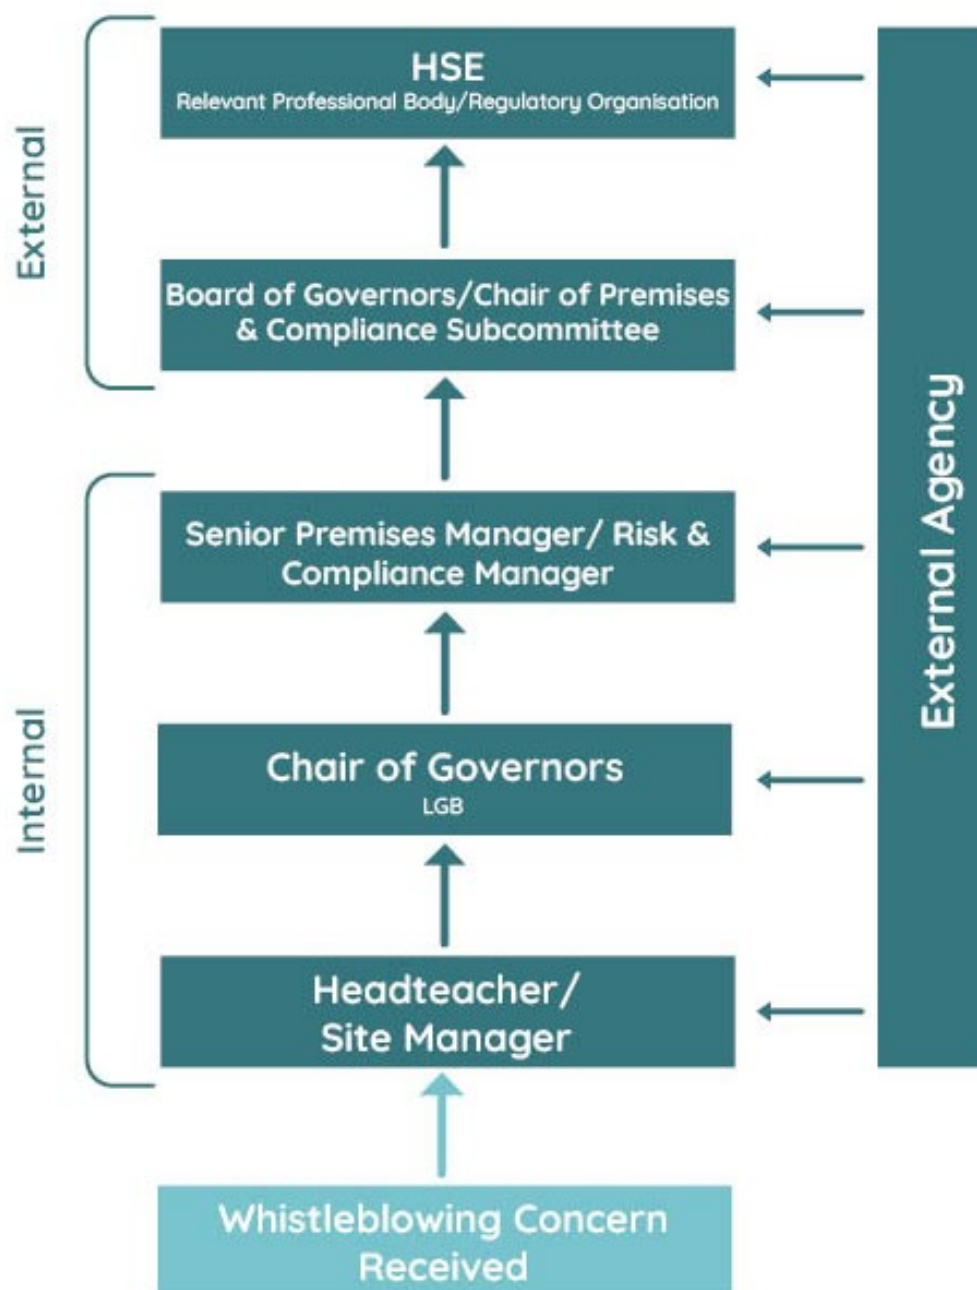 External
HSE
Relevant Professional Body/Regulatory Organisation
Board of Governors/Chair of Premises
& Compliance Subcommittee
Internal
Senior Premises Manager/ Risk &
Compliance Manager
Chair of Governors
LGB
Headteacher/
Site Manager
Whistleblowing Concern
Received
External Agency